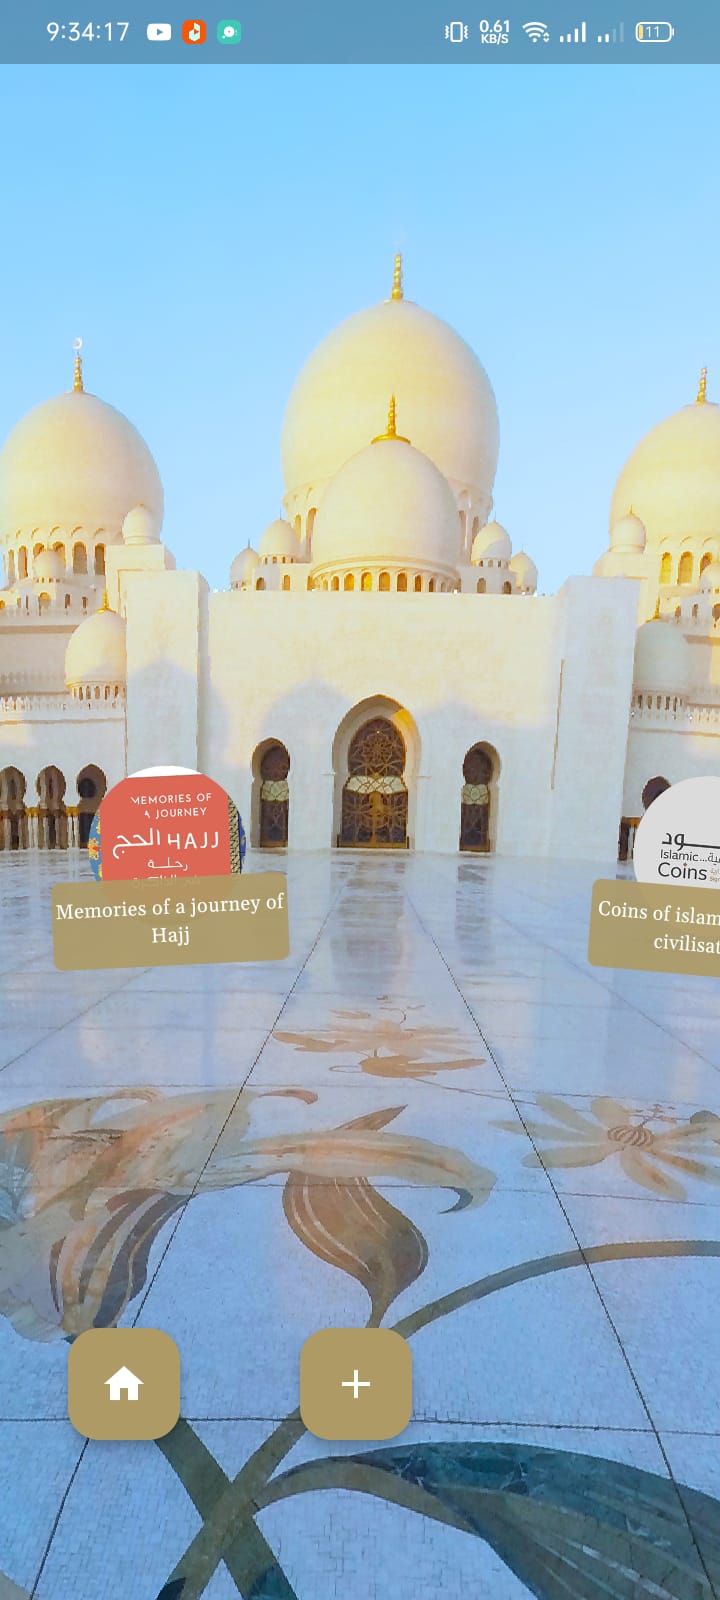 9:34:17
0.61
KB/S
11
MEMORIES OF
A JOURNEY
الحج HAJJ
رحلـة
Memories of a journey of
Hajj
Islamic...
Coins
Coins of islam
civilisat